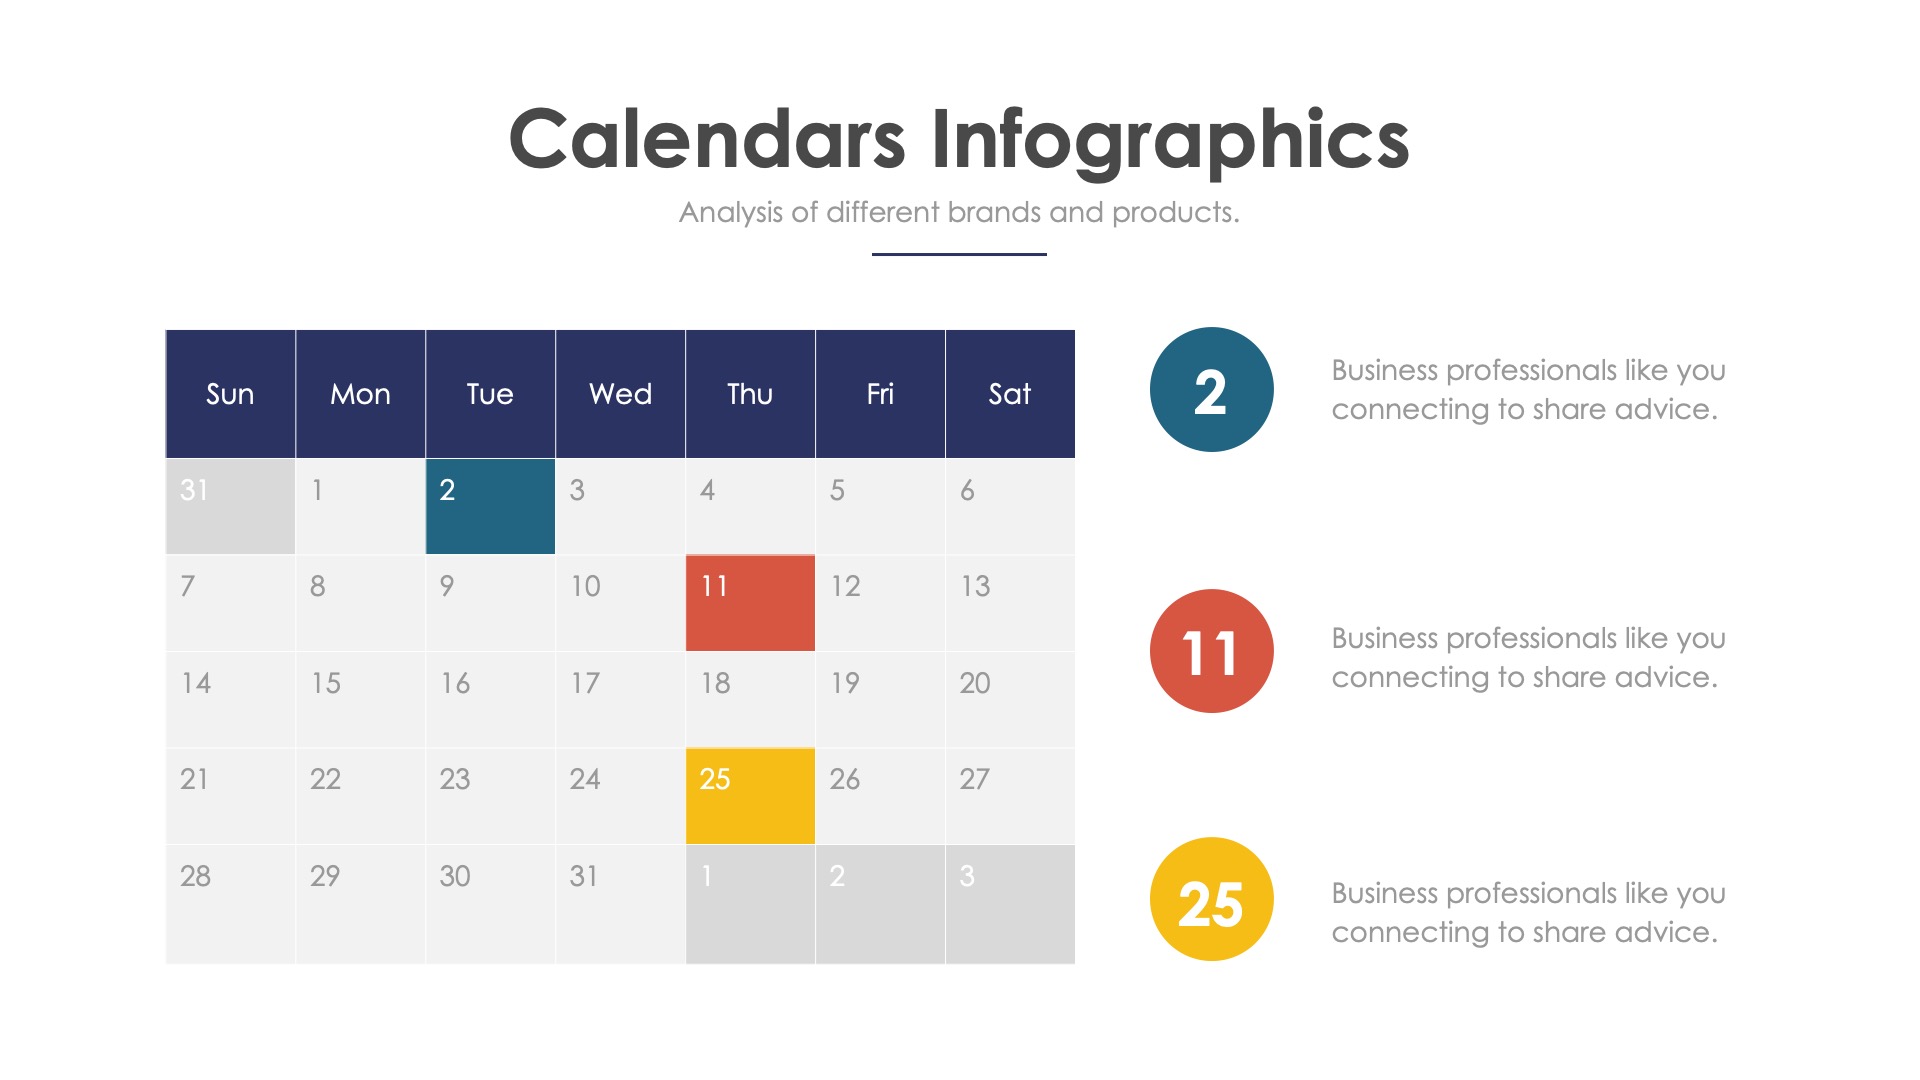 Calendars Infographics
Analysis of different brands and products.
Sun Mon Tue Wed Thu Fri Sat
31 1 2 3 4 5 6
7 8 9 10 11 12 13
14 15 16 17 18 19 20
21 22 23 24 25 26 27
28 29 30 31 1 2 3
2
Business professionals like you
connecting to share advice.
11
Business professionals like you
connecting to share advice.
25
Business professionals like you
connecting to share advice.